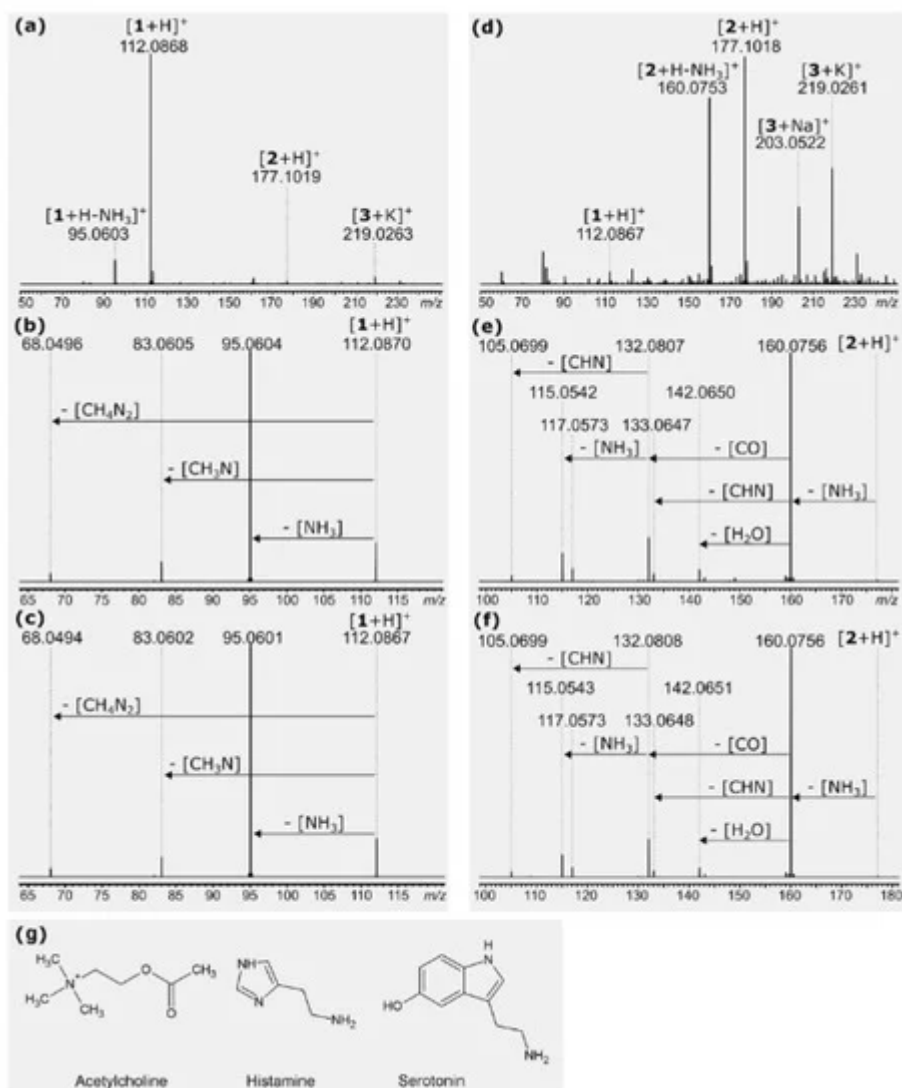 (a)
[1+H]⁺
112.0868
[2+H]⁺
177.1019
[1+H-NH₃]⁺
95.0603
[3+K]⁺
219.0263
50 70 90 110 130 150 170 190 210 230 m/z
(d)
[2+H]⁺
177.1018
[2+H-NH₃]⁺
160.0753
[3+K]⁺
219.0261
[3+Na]⁺
203.0522
[1+H]⁺
112.0867
50 70 90 110 130 150 170 190 210 230 m/z
(b)
[1+H]⁺
68.0496 83.0605 95.0604 112.0870
- [CH₄N₂]
- [CH₃N]
- [NH₃]
65 70 75 80 85 90 95 100 105 110 115 m/z
(e)
105.0699 132.0807 160.0756 [2+H]⁺
- [CHN]
115.0542 142.0650
117.0573 133.0647
- [NH₃] - [CO]
- [CHN] - [NH₃]
- [H₂O]
100 110 120 130 140 150 160 170 m/z
(c)
[1+H]⁺
68.0494 83.0602 95.0601 112.0867
- [CH₄N₂]
- [CH₃N]
- [NH₃]
65 70 75 80 85 90 95 100 105 110 115 m/z
(f)
105.0699 132.0808 160.0756 [2+H]⁺
- [CHN]
115.0543 142.0651
117.0573 133.0648
- [NH₃] - [CO]
- [CHN] - [NH₃]
- [H₂O]
100 110 120 130 140 150 160 170 180 m/z
(g)
H₃C
H₃C N⁺ O CH₃
CH₃ O
Acetylcholine
NH
N
NH₂
Histamine
H
N
HO
NH₂
Serotonin